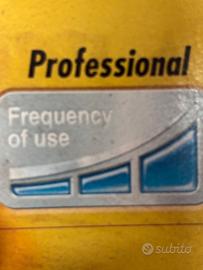 Professional
Frequency
of use
subito